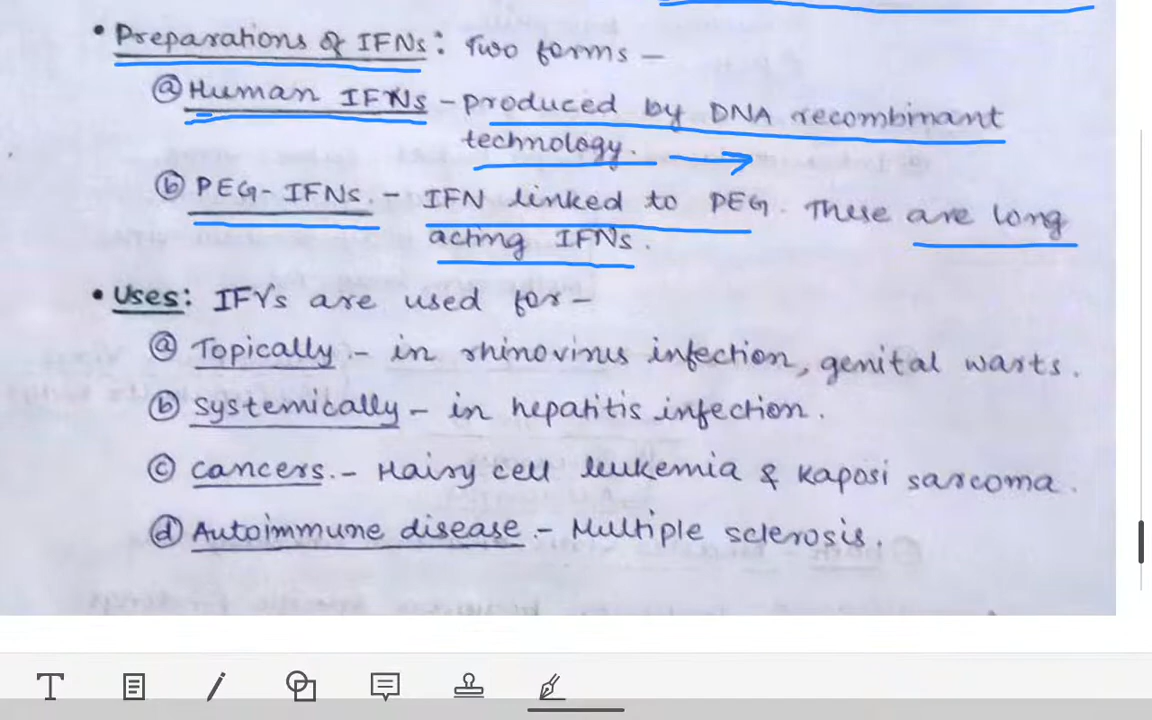 • Preparations of IFNs: Two forms –
ⓐ Human IFNs – produced by DNA recombinant
technology.
ⓑ PEG-IFNs. – IFN linked to PEG. These are long
acting IFNs.
• Uses: IFNs are used for –
ⓐ Topically – in rhinovirus infection, genital warts.
ⓑ Systemically – in hepatitis infection.
ⓒ Cancers. – Hairy cell leukemia & Kaposi sarcoma.
ⓓ Autoimmune disease. – Multiple sclerosis.
T